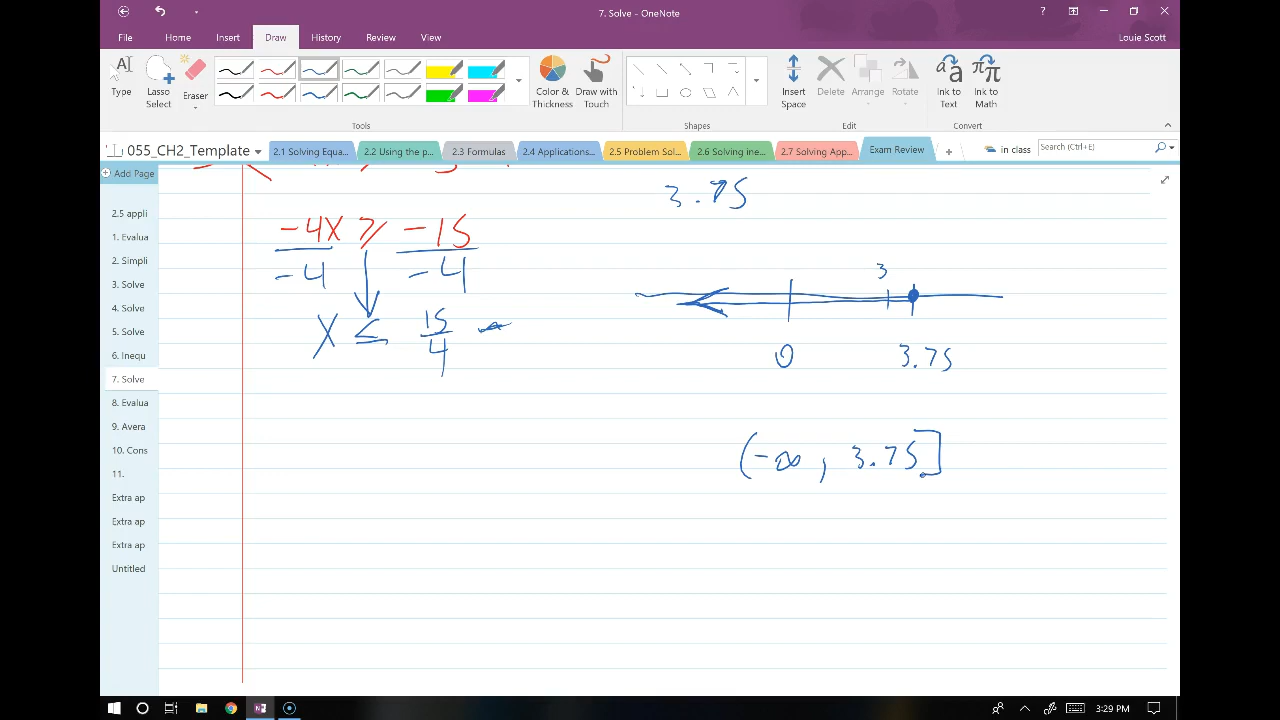 7. Solve - OneNote
?
File Home Insert Draw History Review View
Louie Scott
Type
Lasso Select
Eraser
Color & Thickness
Draw with Touch
Insert Space
Delete
Arrange
Rotate
Ink to Text
Ink to Math
Tools
Shapes
Edit
Convert
055_CH2_Template
2.1 Solving Equa...
2.2 Using the p...
2.3 Formulas
2.4 Applications...
2.5 Problem Sol...
2.6 Solving ine...
2.7 Solving App...
Exam Review
+
in class
Search (Ctrl+E)
Add Page
2.5 appli
1. Evalua
2. Simpli
3. Solve
4. Solve
5. Solve
6. Inequ
7. Solve
8. Evalua
9. Avera
10. Cons
11.
Extra ap
Extra ap
Extra ap
Untitled
3.75
-4X ≥ -15
-4 -4
X ≤ 15/4
3
0 3.75
(-∞, 3.75]
3:29 PM